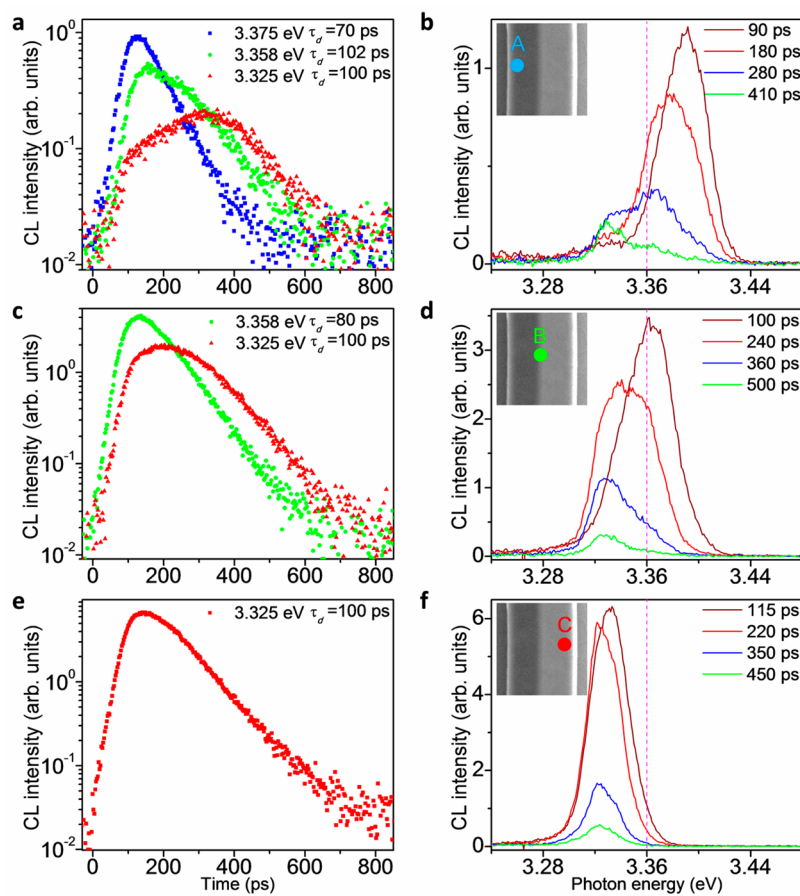 a
3.375 eV τd =70 ps
3.358 eV τd =102 ps
3.325 eV τd =100 ps
CL intensity (arb. units)
10^0
10^-1
10^-2
0 200 400 600 800
b
A
90 ps
180 ps
280 ps
410 ps
CL intensity (arb. units)
1
0
3.28 3.36 3.44
c
3.358 eV τd =80 ps
3.325 eV τd =100 ps
CL intensity (arb. units)
10^0
10^-1
10^-2
0 200 400 600 800
d
B
100 ps
240 ps
360 ps
500 ps
CL intensity (arb. units)
3
2
1
0
3.28 3.36 3.44
e
3.325 eV τd =100 ps
CL intensity (arb. units)
10^0
10^-1
10^-2
0 200 400 600 800
Time (ps)
f
C
115 ps
220 ps
350 ps
450 ps
CL intensity (arb. units)
6
4
2
0
3.28 3.36 3.44
Photon energy (eV)